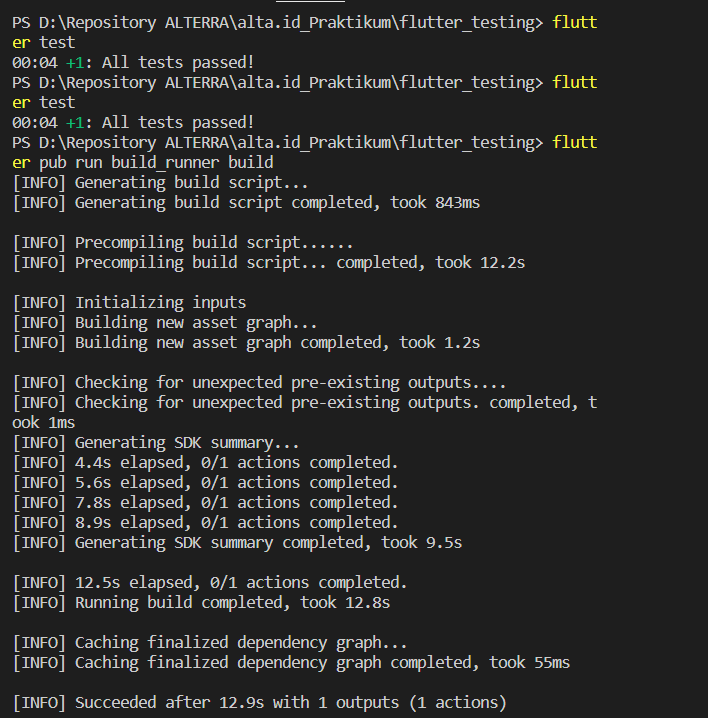 PS D:\Repository ALTERRA\alta.id_Praktikum\flutter_testing> flutt
er test
00:04 +1: All tests passed!
PS D:\Repository ALTERRA\alta.id_Praktikum\flutter_testing> flutt
er test
00:04 +1: All tests passed!
PS D:\Repository ALTERRA\alta.id_Praktikum\flutter_testing> flutt
er pub run build_runner build
[INFO] Generating build script...
[INFO] Generating build script completed, took 843ms
[INFO] Precompiling build script......
[INFO] Precompiling build script... completed, took 12.2s
[INFO] Initializing inputs
[INFO] Building new asset graph...
[INFO] Building new asset graph completed, took 1.2s
[INFO] Checking for unexpected pre-existing outputs....
[INFO] Checking for unexpected pre-existing outputs. completed, t
ook 1ms
[INFO] Generating SDK summary...
[INFO] 4.4s elapsed, 0/1 actions completed.
[INFO] 5.6s elapsed, 0/1 actions completed.
[INFO] 7.8s elapsed, 0/1 actions completed.
[INFO] 8.9s elapsed, 0/1 actions completed.
[INFO] Generating SDK summary completed, took 9.5s
[INFO] 12.5s elapsed, 0/1 actions completed.
[INFO] Running build completed, took 12.8s
[INFO] Caching finalized dependency graph...
[INFO] Caching finalized dependency graph completed, took 55ms
[INFO] Succeeded after 12.9s with 1 outputs (1 actions)